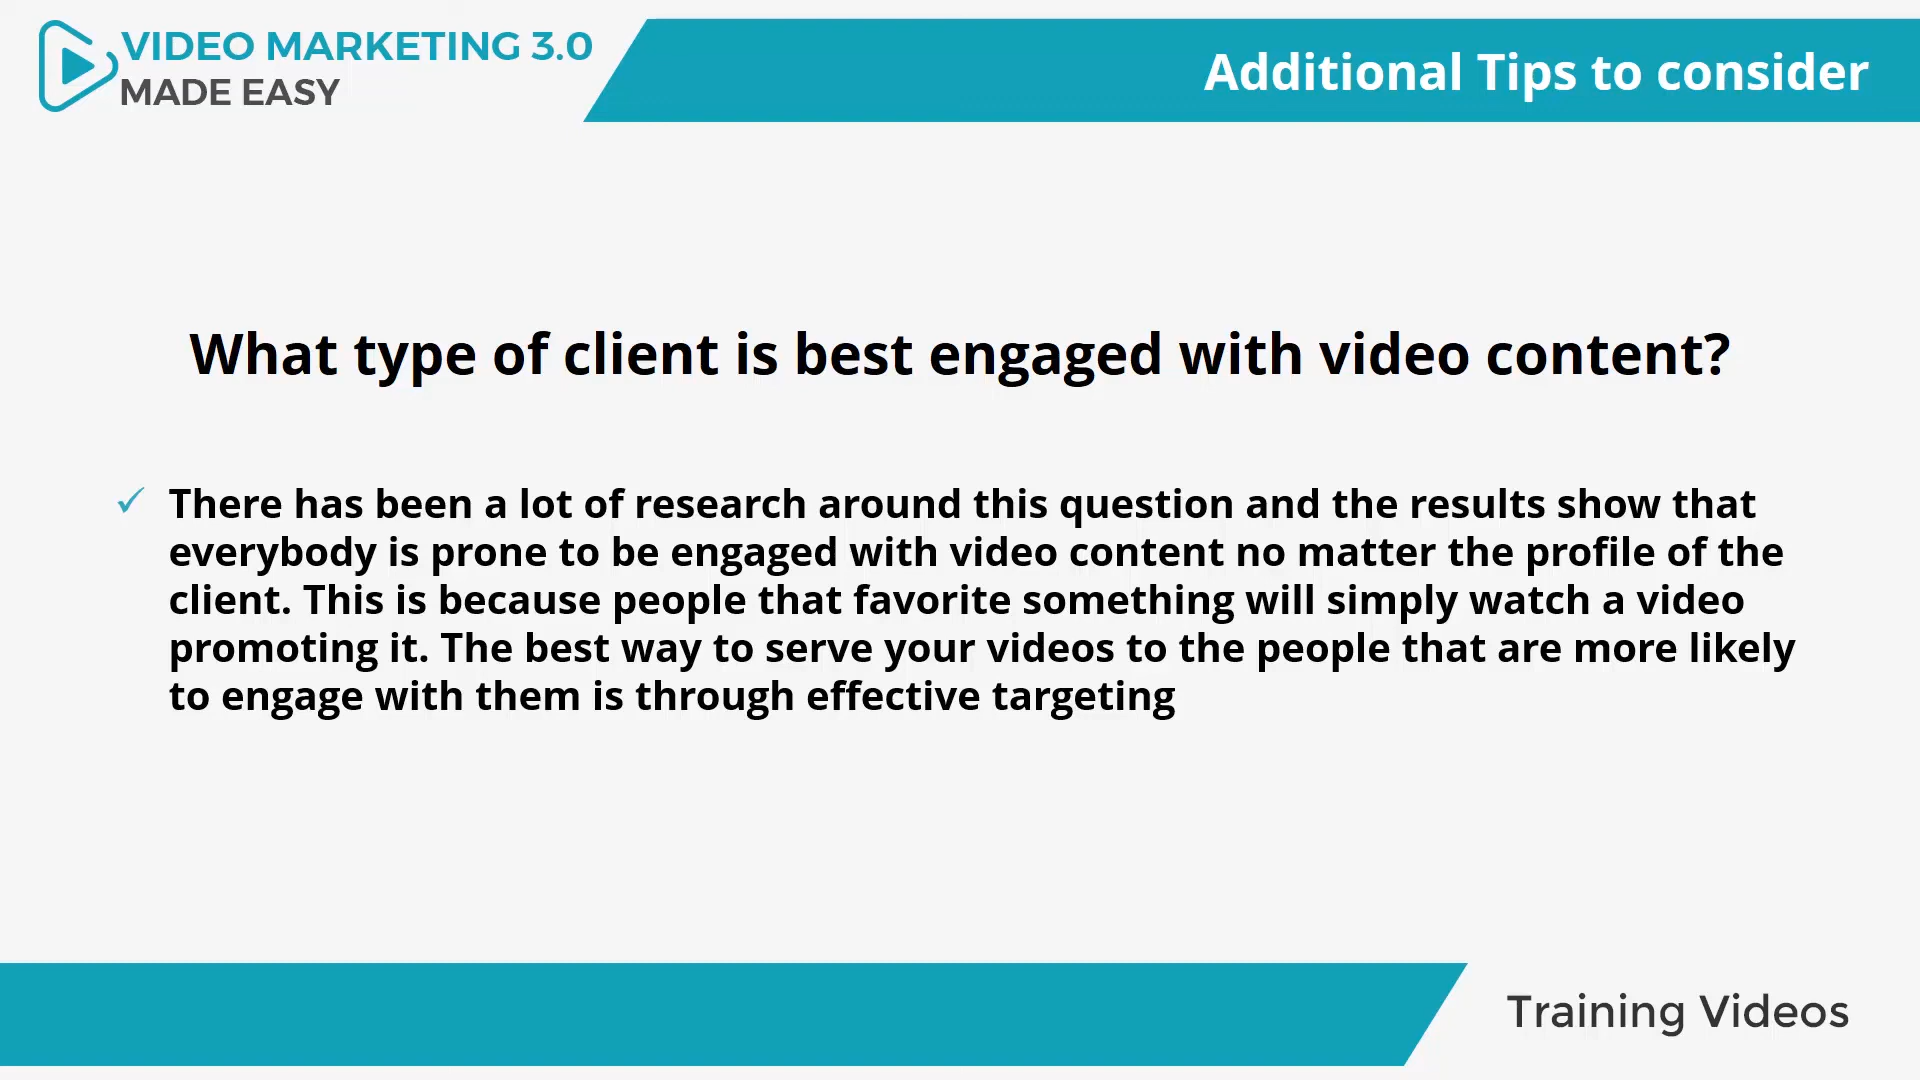 VIDEO MARKETING 3.0
MADE EASY
Additional Tips to consider
What type of client is best engaged with video content?
There has been a lot of research around this question and the results show that
everybody is prone to be engaged with video content no matter the profile of the
client. This is because people that favorite something will simply watch a video
promoting it. The best way to serve your videos to the people that are more likely
to engage with them is through effective targeting
Training Videos